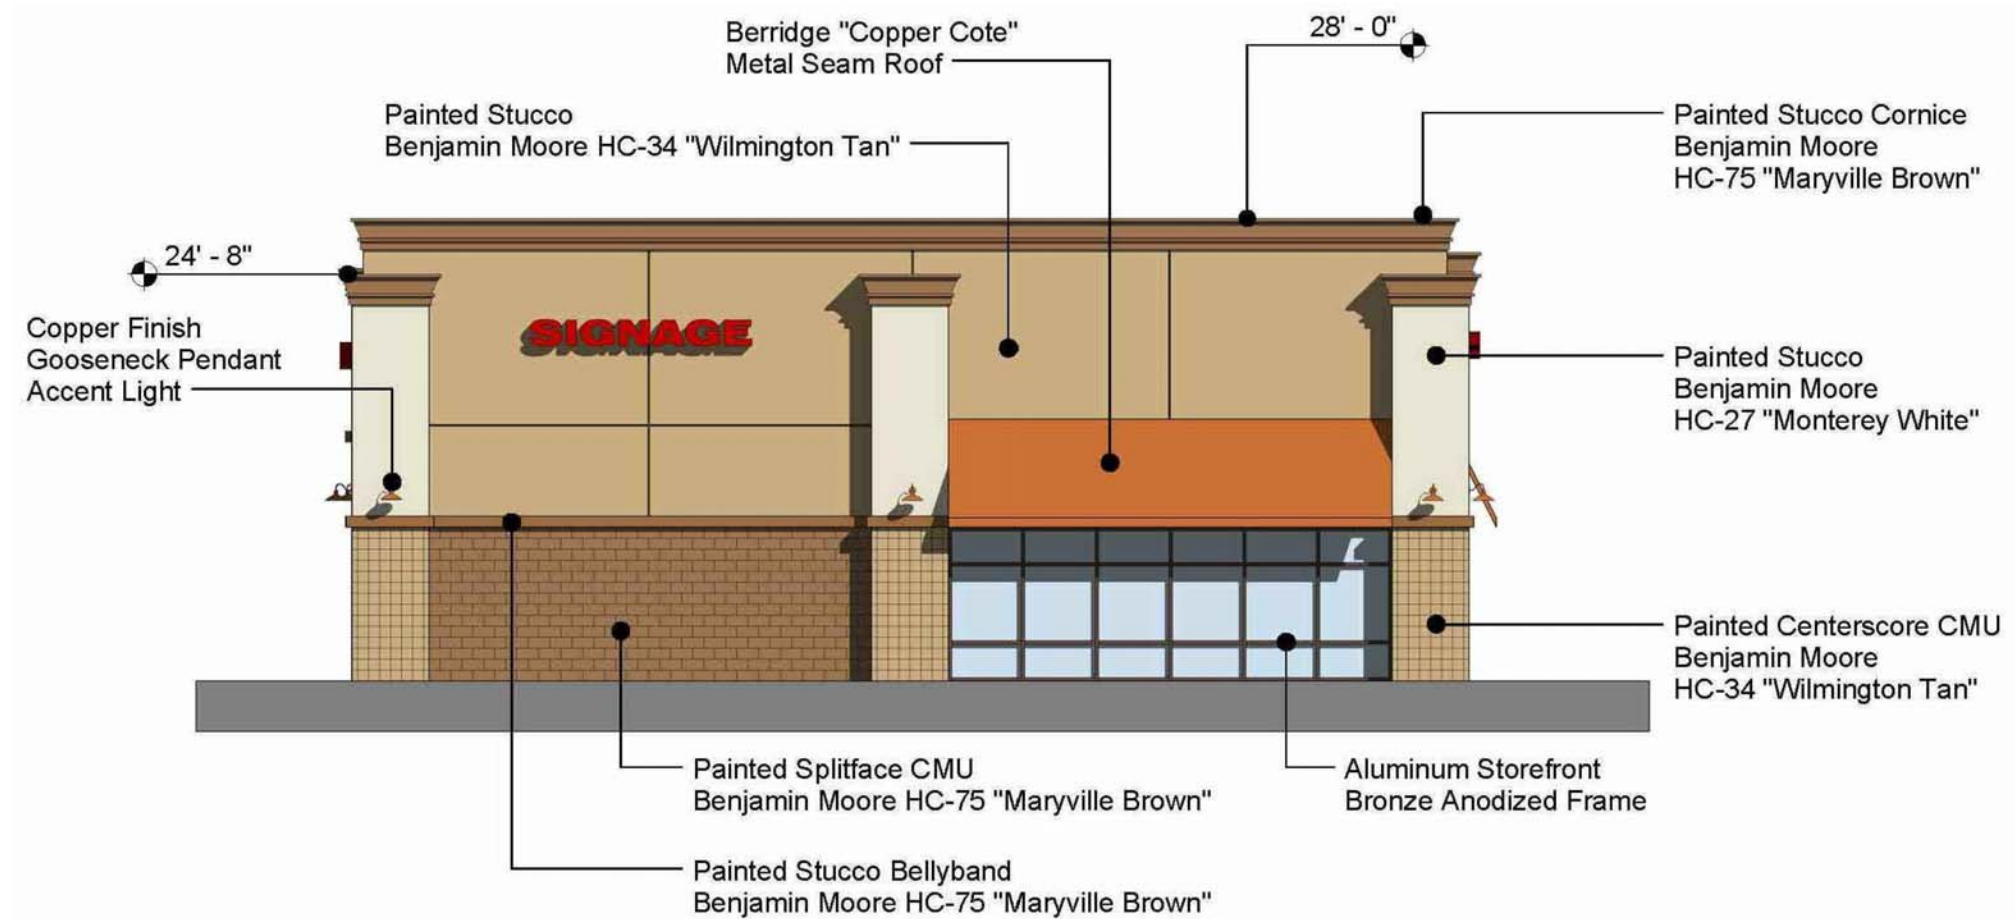 Berridge "Copper Cote"
Metal Seam Roof
28' - 0"
Painted Stucco
Benjamin Moore HC-34 "Wilmington Tan"
Painted Stucco Cornice
Benjamin Moore
HC-75 "Maryville Brown"
24' - 8"
Copper Finish
Gooseneck Pendant
Accent Light
SIGNAGE
Painted Stucco
Benjamin Moore
HC-27 "Monterey White"
Painted Centerscore CMU
Benjamin Moore
HC-34 "Wilmington Tan"
Painted Splitface CMU
Benjamin Moore HC-75 "Maryville Brown"
Aluminum Storefront
Bronze Anodized Frame
Painted Stucco Bellyband
Benjamin Moore HC-75 "Maryville Brown"